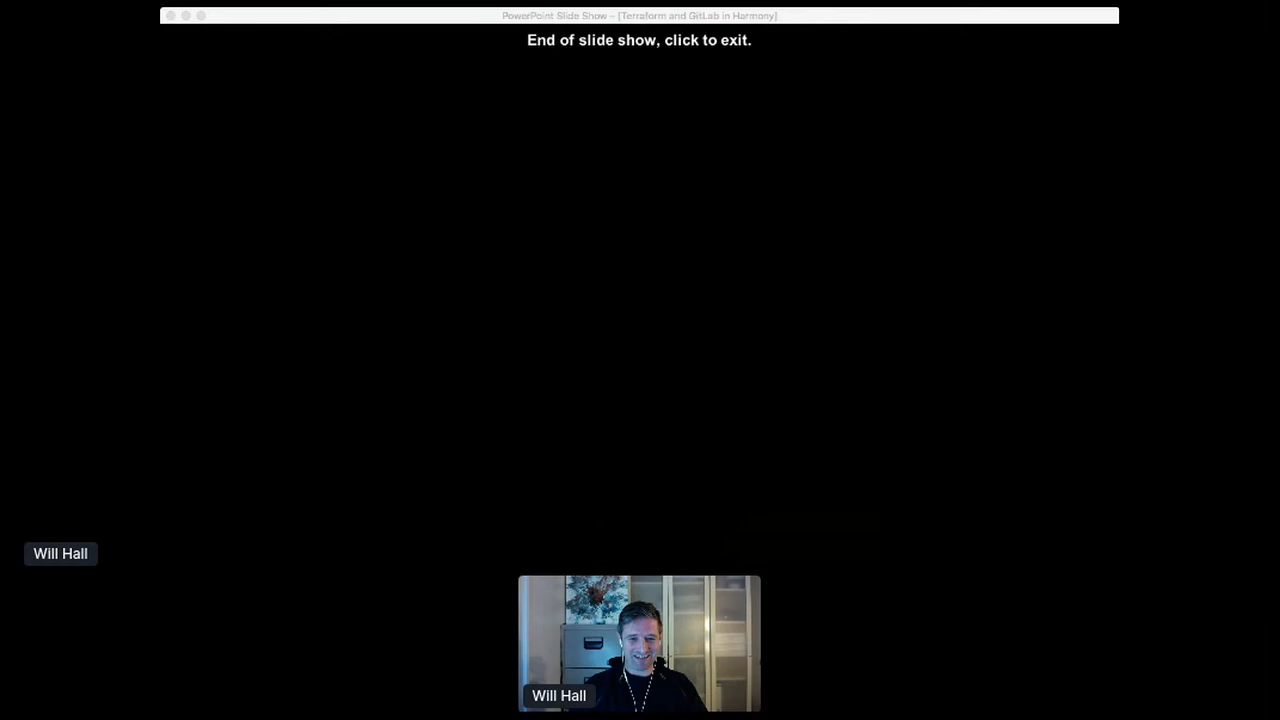 PowerPoint Slide Show - [Terraform and GitLab in Harmony]
End of slide show, click to exit.
Will Hall
Will Hall